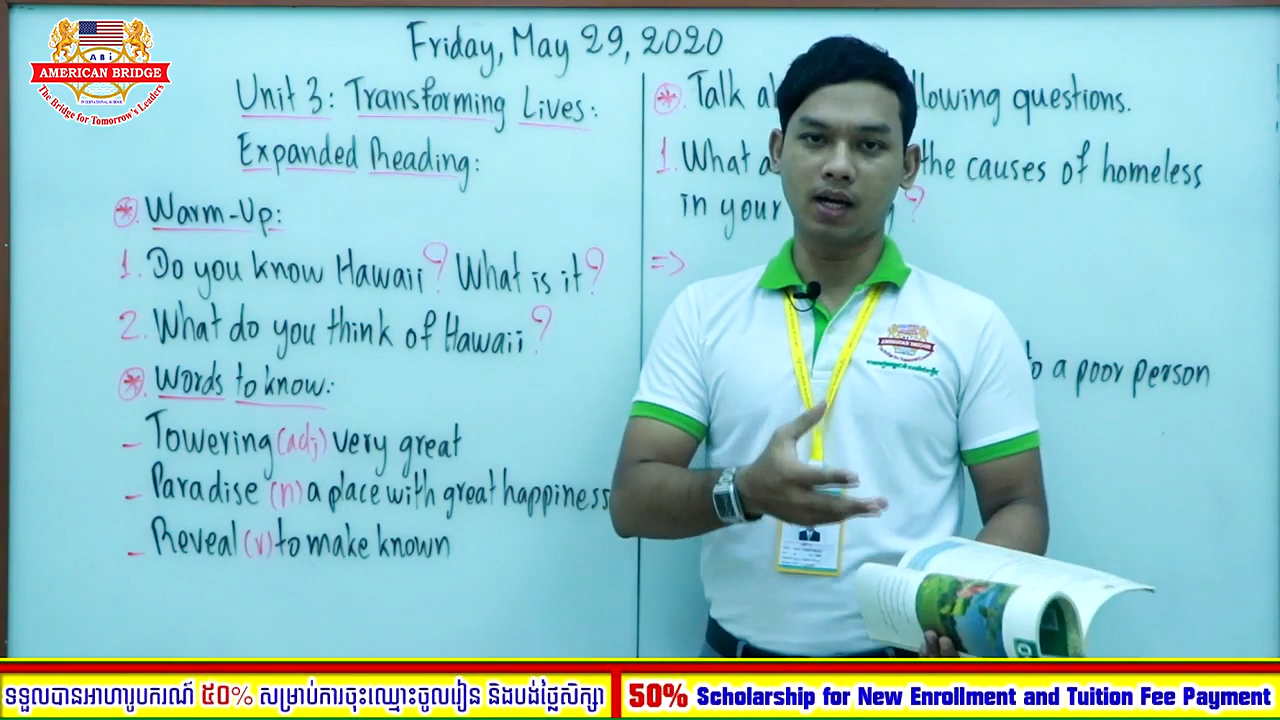 ABi
AMERICAN BRIDGE
INTERNATIONAL SCHOOL
The Bridge for Tomorrow's Leaders
Friday, May 29, 2020
Unit 3: Transforming Lives:
Expanded Reading:
Warm-Up:
1. Do you know Hawaii? What is it?
2. What do you think of Hawaii?
Words to know:
- Towering (adj) very great
- Paradise (n) a place with great happiness
- Reveal (v) to make known
Talk llowing questions.
1. What the causes of homeless
in your ?
=>
a poor person
AMERICAN BRIDGE
ទទួលបានអាហារូបករណ៍ ៥០% សម្រាប់ការចុះឈ្មោះចូលរៀន និងបង់ថ្លៃសិក្សា
50% Scholarship for New Enrollment and Tuition Fee Payment